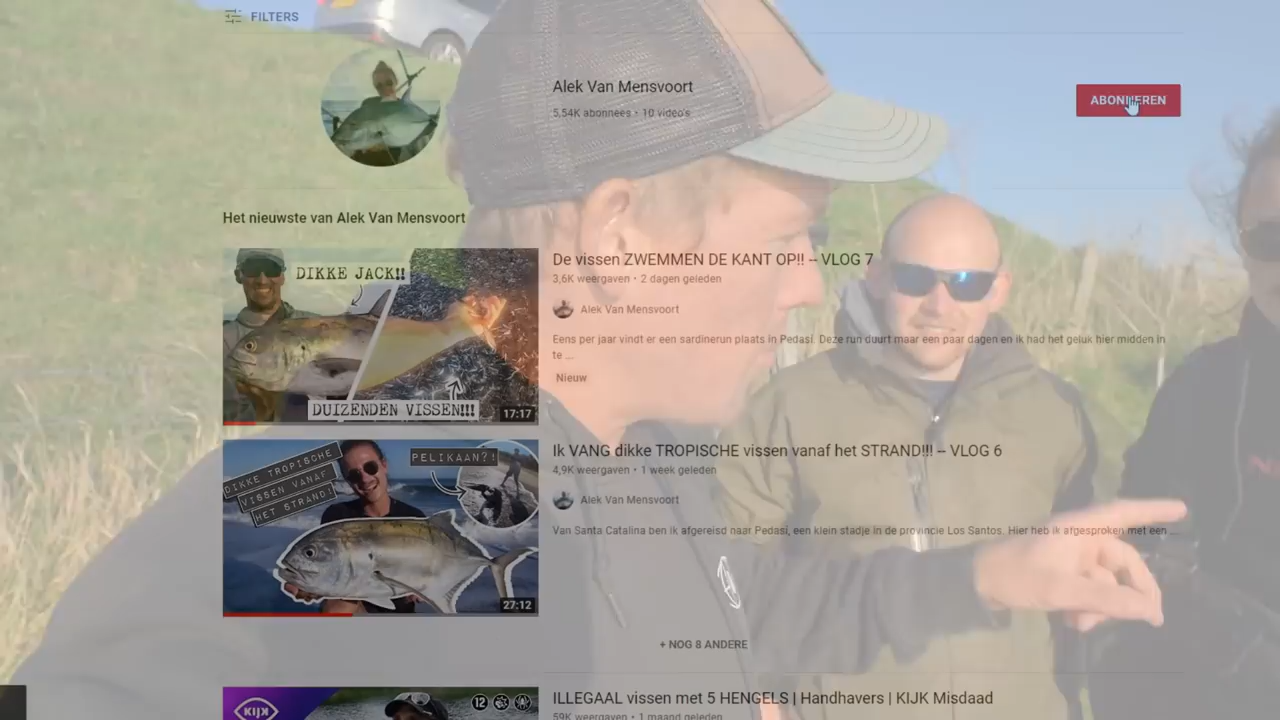 FILTERS
Alek Van Mensvoort
5,54K abonnees • 10 video's
ABONNEREN
Het nieuwste van Alek Van Mensvoort
DIKKE JACK!!
DUIZENDEN VISSEN!!!
17:17
De vissen ZWEMMEN DE KANT OP!! -- VLOG 7
3,6K weergaven • 2 dagen geleden
Alek Van Mensvoort
Eens per jaar vindt er een sardinerun plaats in Pedasí. Deze run duurt maar een paar dagen en ik had het geluk hier midden in
te ...
Nieuw
DIKKE TROPISCHE
VISSEN VANAF
HET STRAND!
PELIKAAN?!
27:12
Ik VANG dikke TROPISCHE vissen vanaf het STRAND!!! -- VLOG 6
4,9K weergaven • 1 week geleden
Alek Van Mensvoort
Van Santa Catalina ben ik afgereisd naar Pedasí, een klein stadje in de provincie Los Santos. Hier heb ik afgesproken met een ...
+ NOG 8 ANDERE
KIJK
12
ILLEGAAL vissen met 5 HENGELS | Handhavers | KIJK Misdaad
59K weergaven • 1 maand geleden